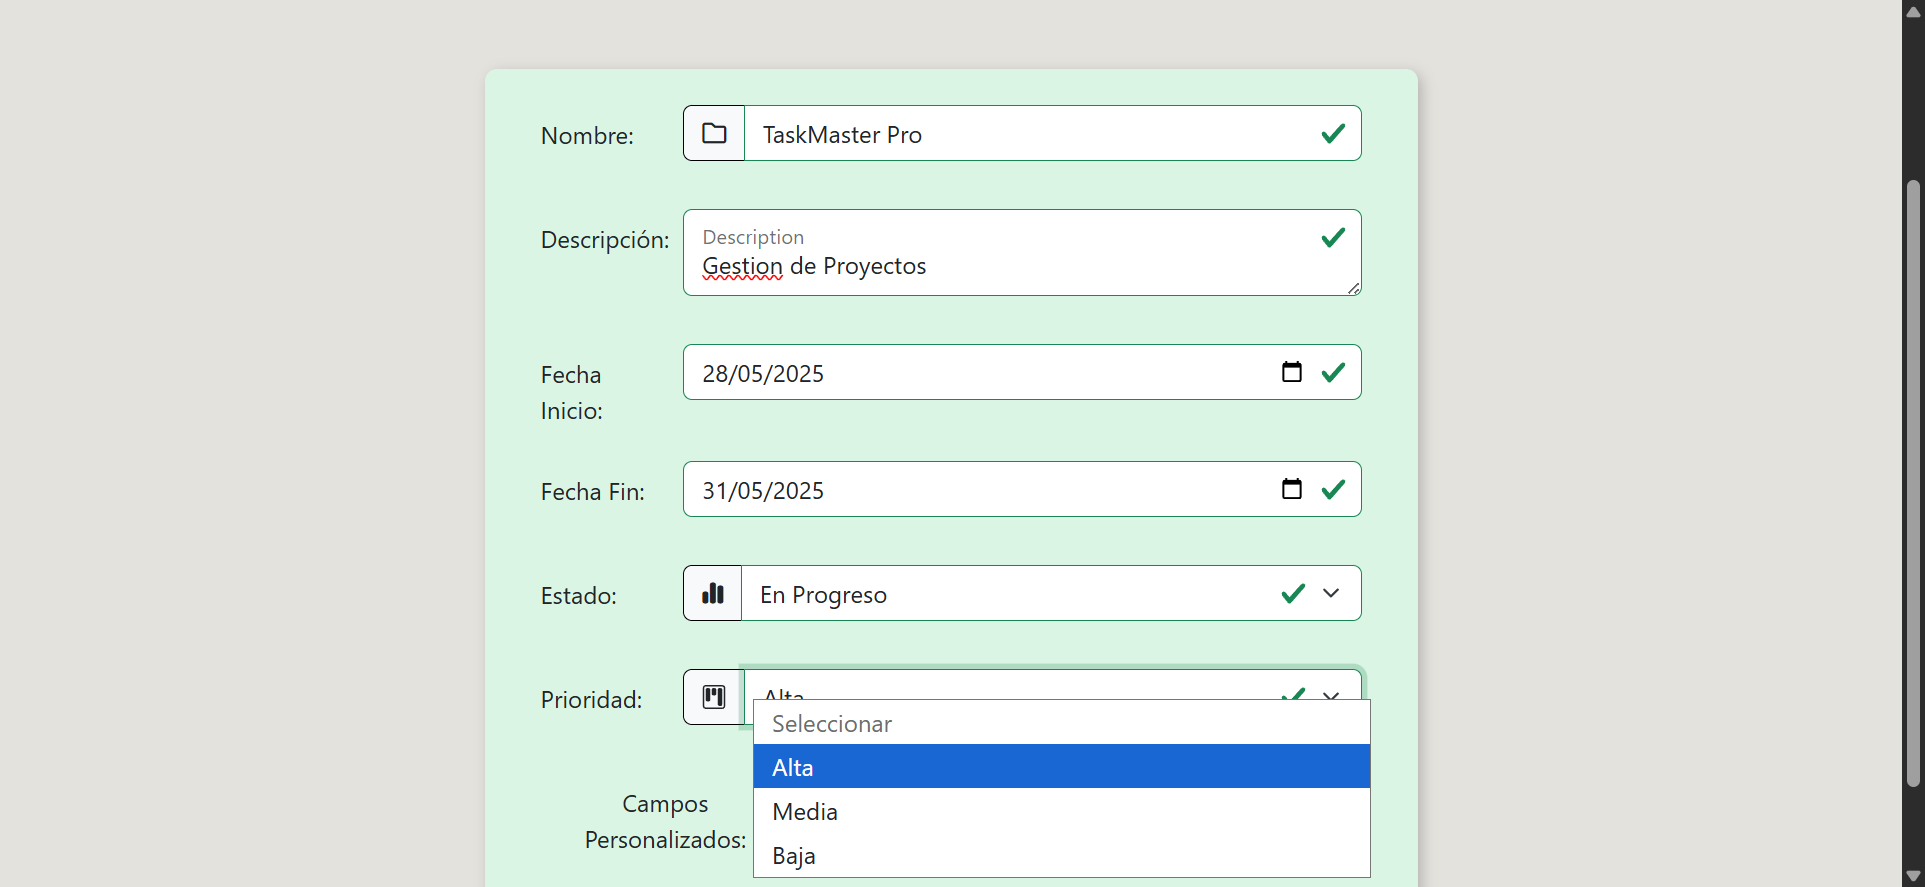 Nombre: TaskMaster Pro
Descripción: Description
Gestion de Proyectos
Fecha
Inicio: 28/05/2025
Fecha Fin: 31/05/2025
Estado: En Progreso
Prioridad: Alta
Seleccionar
Alta
Media
Baja
Campos
Personalizados: